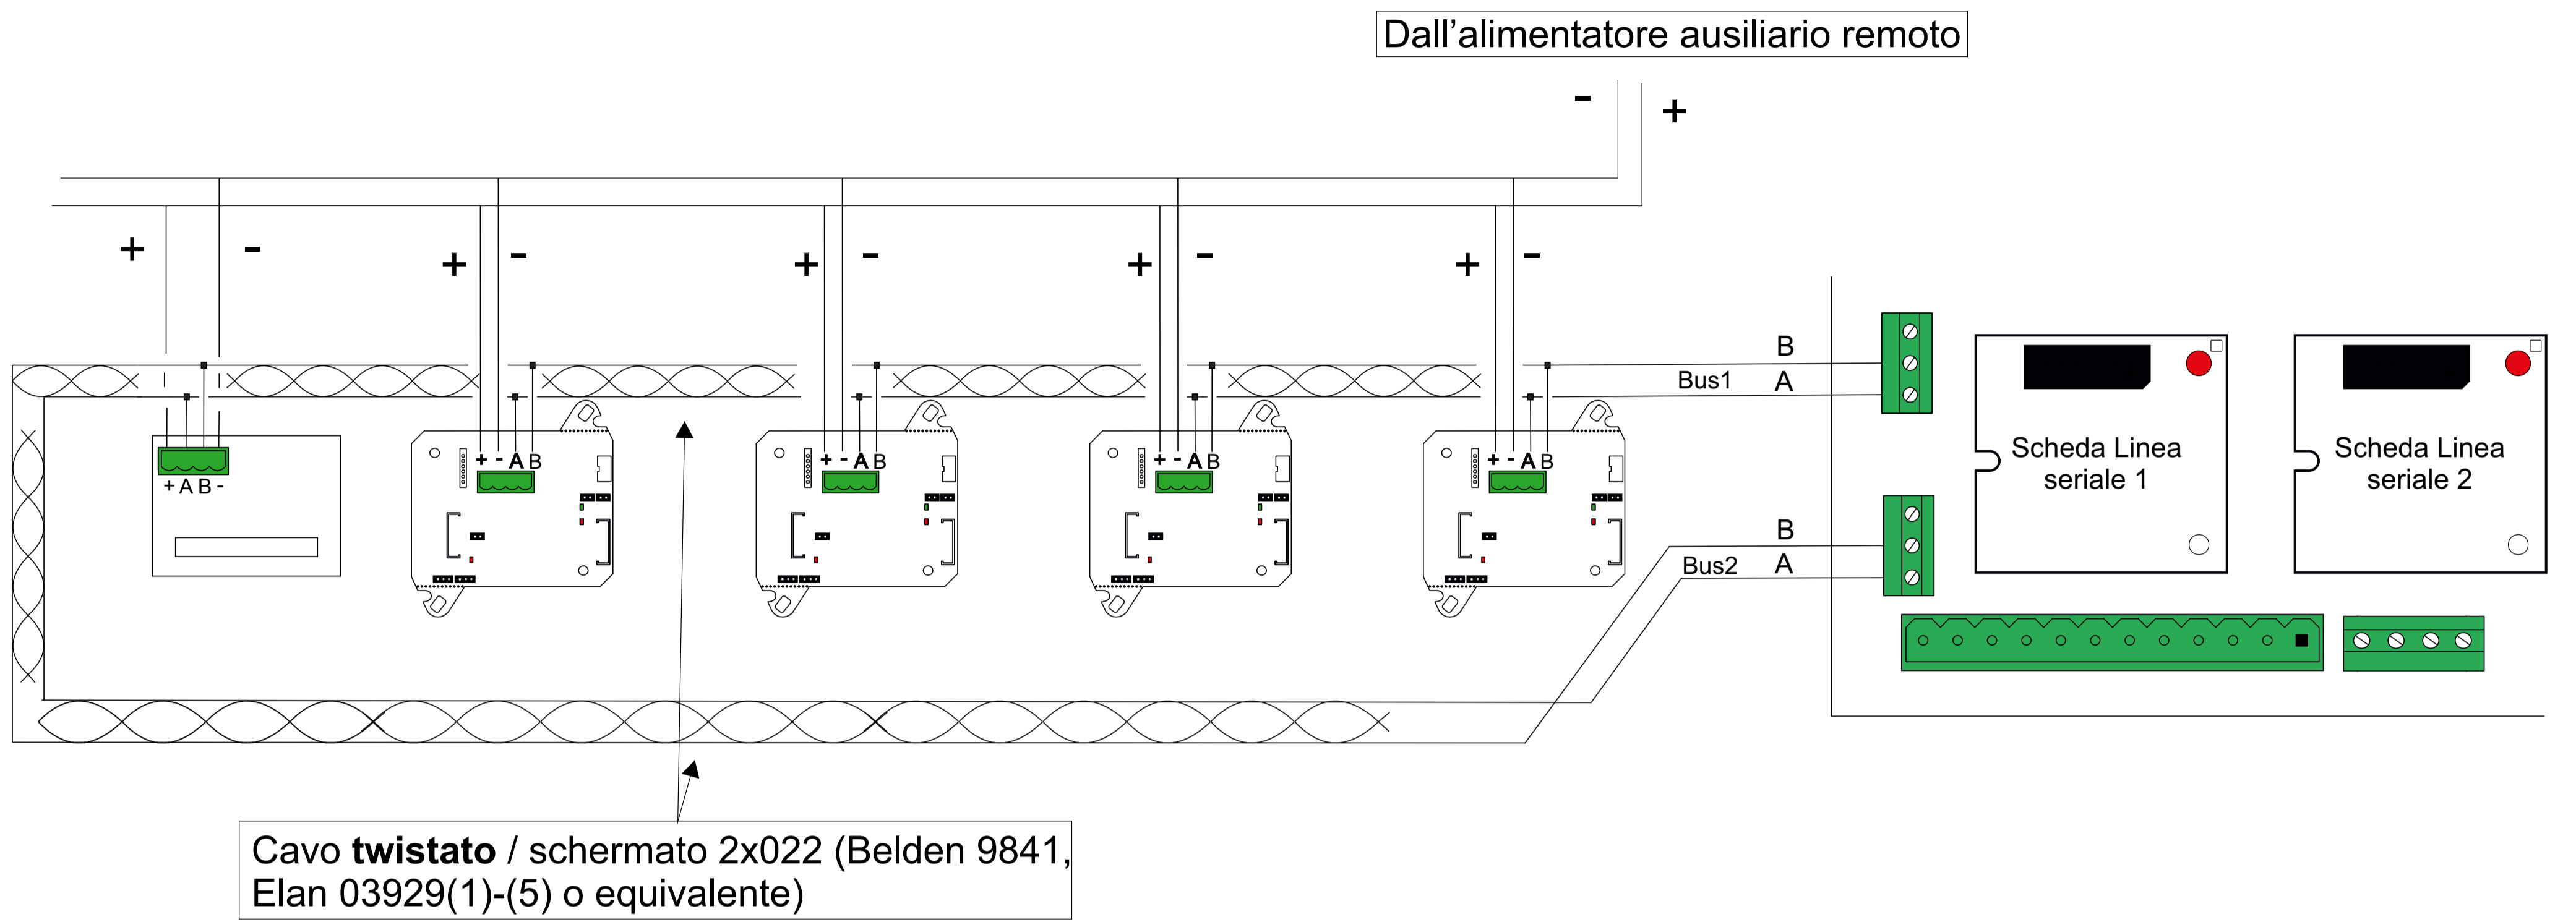 Dall'alimentatore ausiliario remoto
- +
+ - + - + - + - + -
B
Bus1 A
+ A B -
+ - A B
+ - A B
+ - A B
+ - A B
Scheda Linea
seriale 1
Scheda Linea
seriale 2
B
Bus2 A
Cavo twistato / schermato 2x022 (Belden 9841,
Elan 03929(1)-(5) o equivalente)